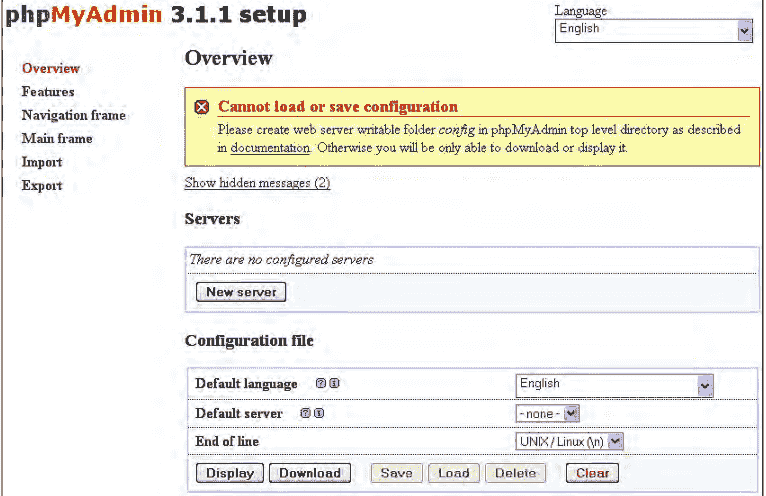 phpMyAdmin 3.1.1 setup
Language
English
Overview
Features
Navigation frame
Main frame
Import
Export
Overview
Cannot load or save configuration
Please create web server writable folder config in phpMyAdmin top level directory as described
in documentation. Otherwise you will be only able to download or display it.
Show hidden messages (2)
Servers
There are no configured servers
New server
Configuration file
Default language
English
Default server
- none -
End of line
UNIX / Linux (\n)
Display Download Save Load Delete Clear